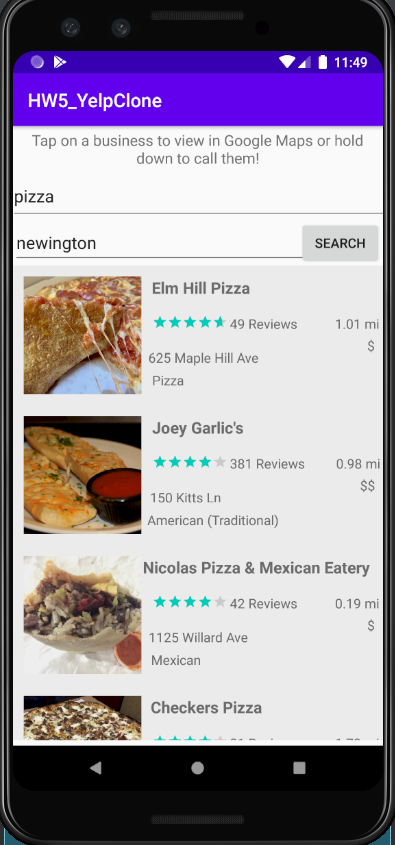 11:49
HW5_YelpClone
Tap on a business to view in Google Maps or hold
down to call them!
pizza
newington
SEARCH
Elm Hill Pizza
49 Reviews 1.01 mi
$
625 Maple Hill Ave
Pizza
Joey Garlic's
381 Reviews 0.98 mi
$$
150 Kitts Ln
American (Traditional)
Nicolas Pizza & Mexican Eatery
42 Reviews 0.19 mi
$
1125 Willard Ave
Mexican
Checkers Pizza